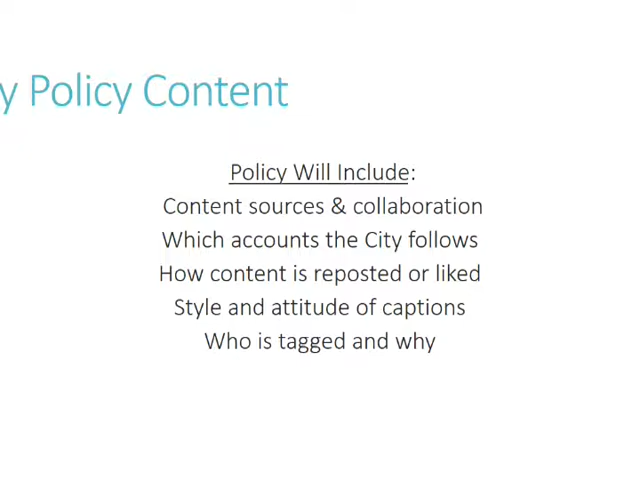 y Policy Content
Policy Will Include:
Content sources & collaboration
Which accounts the City follows
How content is reposted or liked
Style and attitude of captions
Who is tagged and why